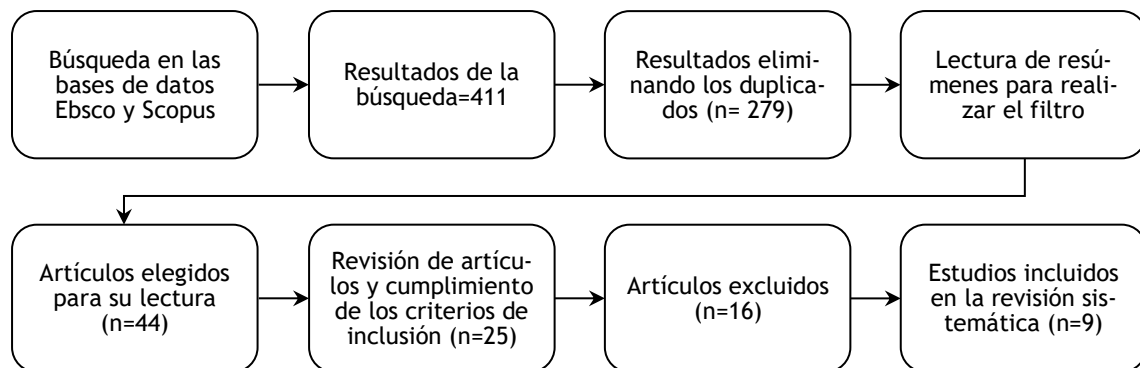 Búsqueda en las
bases de datos
Ebsco y Scopus
Resultados de la
búsqueda=411
Resultados elimi-
nando los duplica-
dos (n= 279)
Lectura de resú-
menes para reali-
zar el filtro
Artículos elegidos
para su lectura
(n=44)
Revisión de artícu-
los y cumplimiento
de los criterios de
inclusión (n=25)
Artículos excluidos
(n=16)
Estudios incluidos
en la revisión sis-
temática (n=9)